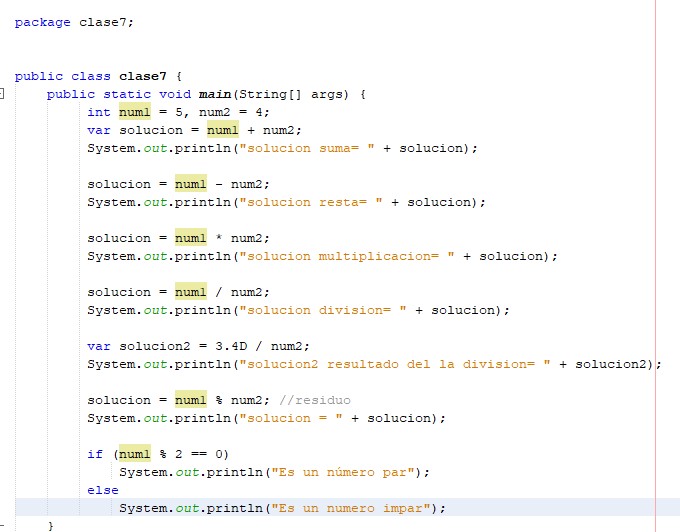 package clase7;
public class clase7 {
public static void main(String[] args) {
int num1 = 5, num2 = 4;
var solucion = num1 + num2;
System.out.println("solucion suma= " + solucion);
solucion = num1 - num2;
System.out.println("solucion resta= " + solucion);
solucion = num1 * num2;
System.out.println("solucion multiplicacion= " + solucion);
solucion = num1 / num2;
System.out.println("solucion division= " + solucion);
var solucion2 = 3.4D / num2;
System.out.println("solucion2 resultado del la division= " + solucion2);
solucion = num1 % num2; //residuo
System.out.println("solucion = " + solucion);
if (num1 % 2 == 0)
System.out.println("Es un número par");
else
System.out.println("Es un numero impar");
}